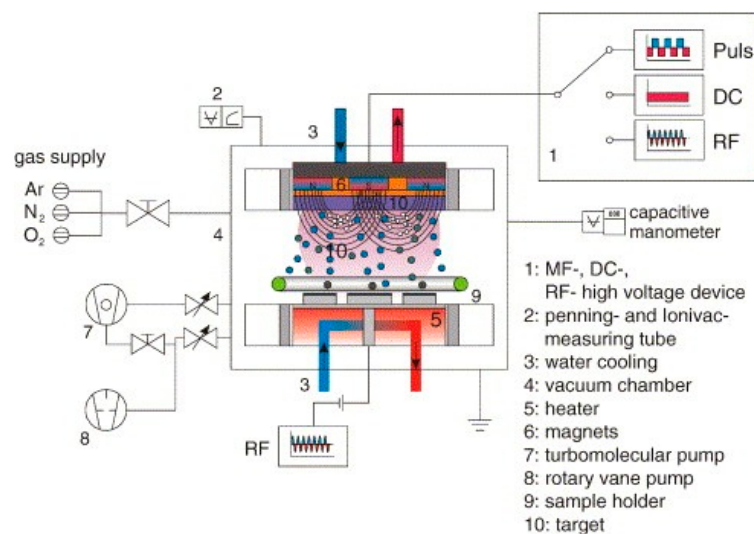 Puls
DC
RF
1
2
3
gas supply
Ar
N₂
O₂
4
N
S
N
6
10
10
capacitive
manometer
9
5
7
8
3
RF
1: MF-, DC-,
RF- high voltage device
2: penning- and Ionivac-
measuring tube
3: water cooling
4: vacuum chamber
5: heater
6: magnets
7: turbomolecular pump
8: rotary vane pump
9: sample holder
10: target